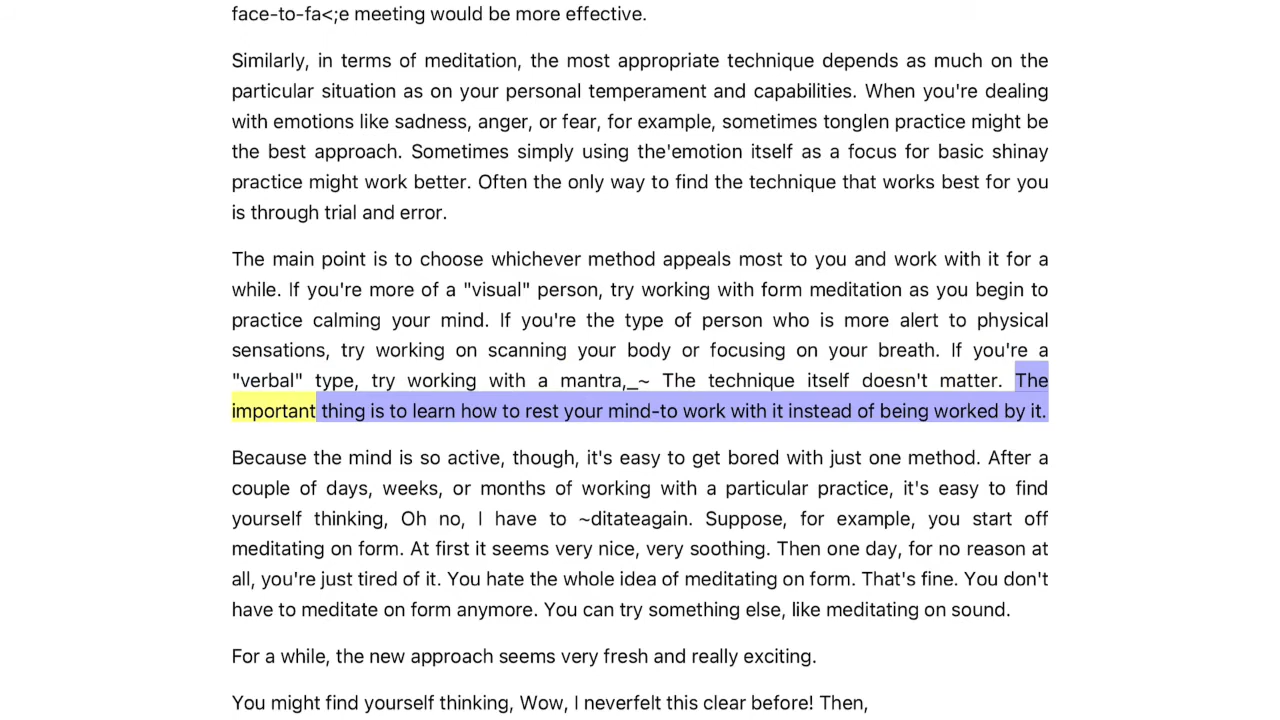 face-to-fa<;e meeting would be more effective.
Similarly, in terms of meditation, the most appropriate technique depends as much on the
particular situation as on your personal temperament and capabilities. When you're dealing
with emotions like sadness, anger, or fear, for example, sometimes tonglen practice might be
the best approach. Sometimes simply using the'emotion itself as a focus for basic shinay
practice might work better. Often the only way to find the technique that works best for you
is through trial and error.
The main point is to choose whichever method appeals most to you and work with it for a
while. If you're more of a "visual" person, try working with form meditation as you begin to
practice calming your mind. If you're the type of person who is more alert to physical
sensations, try working on scanning your body or focusing on your breath. If you're a
"verbal" type, try working with a mantra,_~ The technique itself doesn't matter. The
important thing is to learn how to rest your mind-to work with it instead of being worked by it.
Because the mind is so active, though, it's easy to get bored with just one method. After a
couple of days, weeks, or months of working with a particular practice, it's easy to find
yourself thinking, Oh no, I have to ~ditateagain. Suppose, for example, you start off
meditating on form. At first it seems very nice, very soothing. Then one day, for no reason at
all, you're just tired of it. You hate the whole idea of meditating on form. That's fine. You don't
have to meditate on form anymore. You can try something else, like meditating on sound.
For a while, the new approach seems very fresh and really exciting.
You might find yourself thinking, Wow, I neverfelt this clear before! Then,